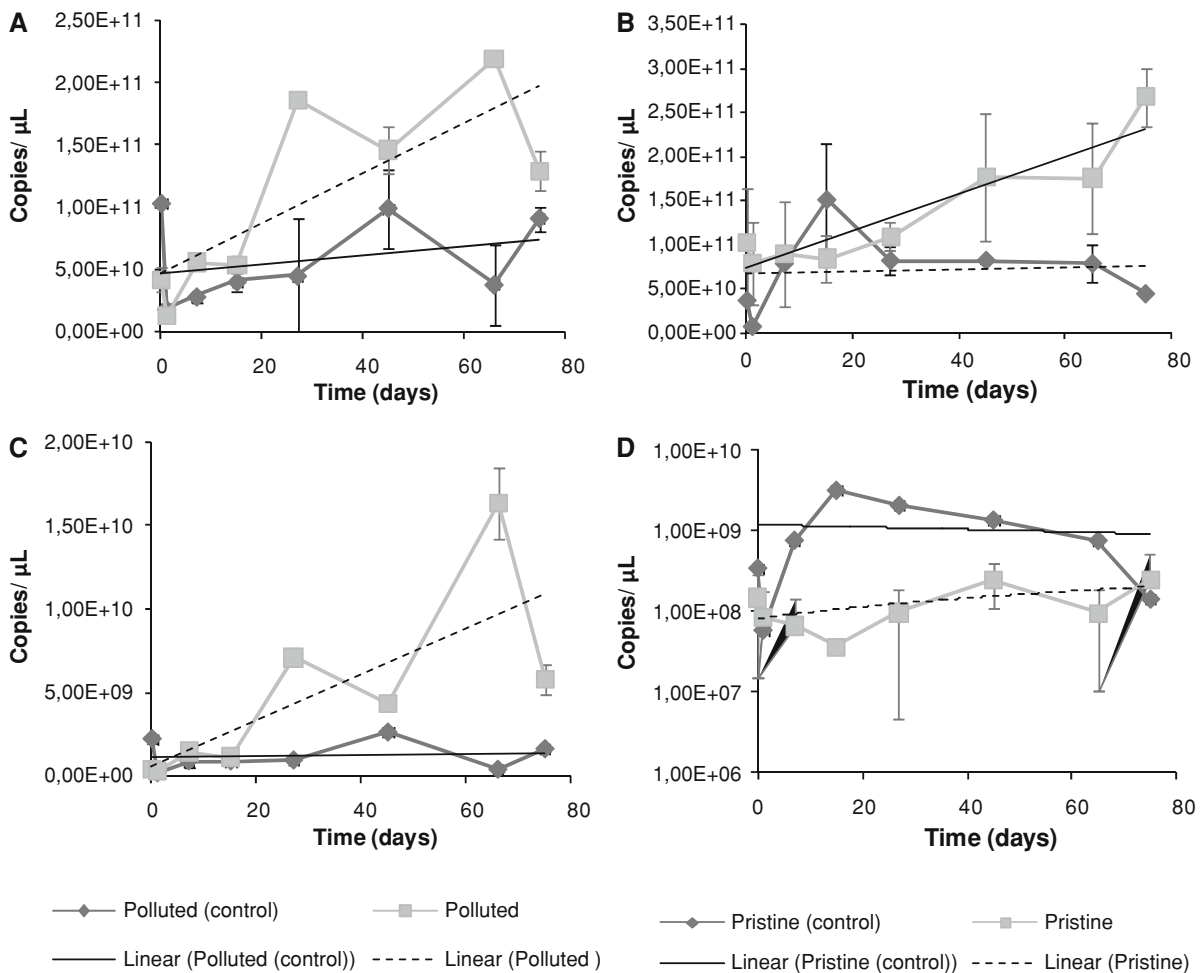 A
2,50E+11
2,00E+11
1,50E+11
1,00E+11
5,00E+10
0,00E+00
Copies/ µL
0 20 40 60 80
Time (days)
B
3,50E+11
3,00E+11
2,50E+11
2,00E+11
1,50E+11
1,00E+11
5,00E+10
0,00E+00
Copies/ µL
0 20 40 60 80
Time (days)
C
2,00E+10
1,50E+10
1,00E+10
5,00E+09
0,00E+00
Copies/ µL
0 20 40 60 80
Time (days)
D
1,00E+10
1,00E+09
1,00E+08
1,00E+07
1,00E+06
Copies/ µL
0 20 40 60 80
Time (days)
Polluted (control) Polluted
Linear (Polluted (control)) Linear (Polluted )
Pristine (control) Pristine
Linear (Pristine (control)) Linear (Pristine)